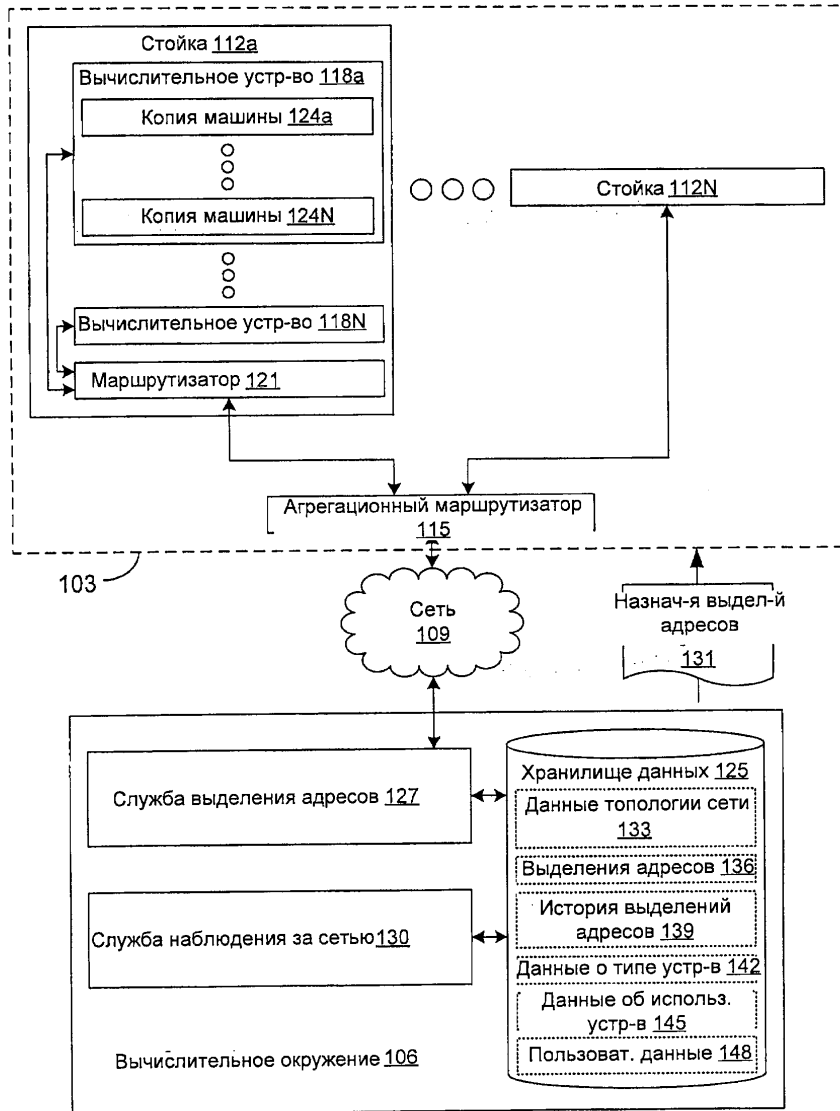 Стойка 112a
Вычислительное устр-во 118a
Копия машины 124a
Копия машины 124N
Стойка 112N
Вычислительное устр-во 118N
Маршрутизатор 121
Агрегационный маршрутизатор
115
103
Сеть
109
Назнач-я выдел-й
адресов
131
Хранилище данных 125
Служба выделения адресов 127
Данные топологии сети
133
Выделения адресов 136
История выделений
адресов 139
Служба наблюдения за сетью130
Данные о типе устр-в 142
Данные об использ.
устр-в 145
Вычислительное окружение 106
Пользоват. данные 148